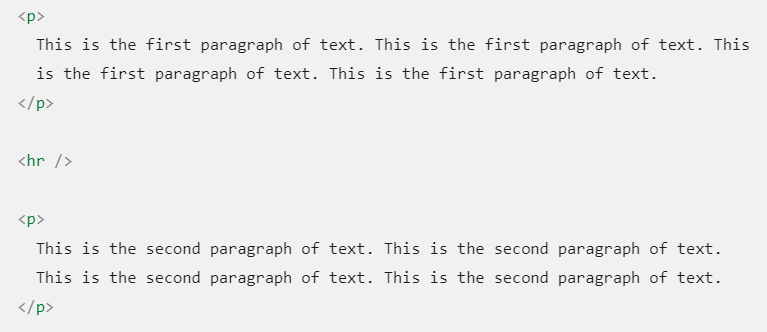 <p>
This is the first paragraph of text. This is the first paragraph of text. This
is the first paragraph of text. This is the first paragraph of text.
</p>
<hr />
<p>
This is the second paragraph of text. This is the second paragraph of text.
This is the second paragraph of text. This is the second paragraph of text.
</p>